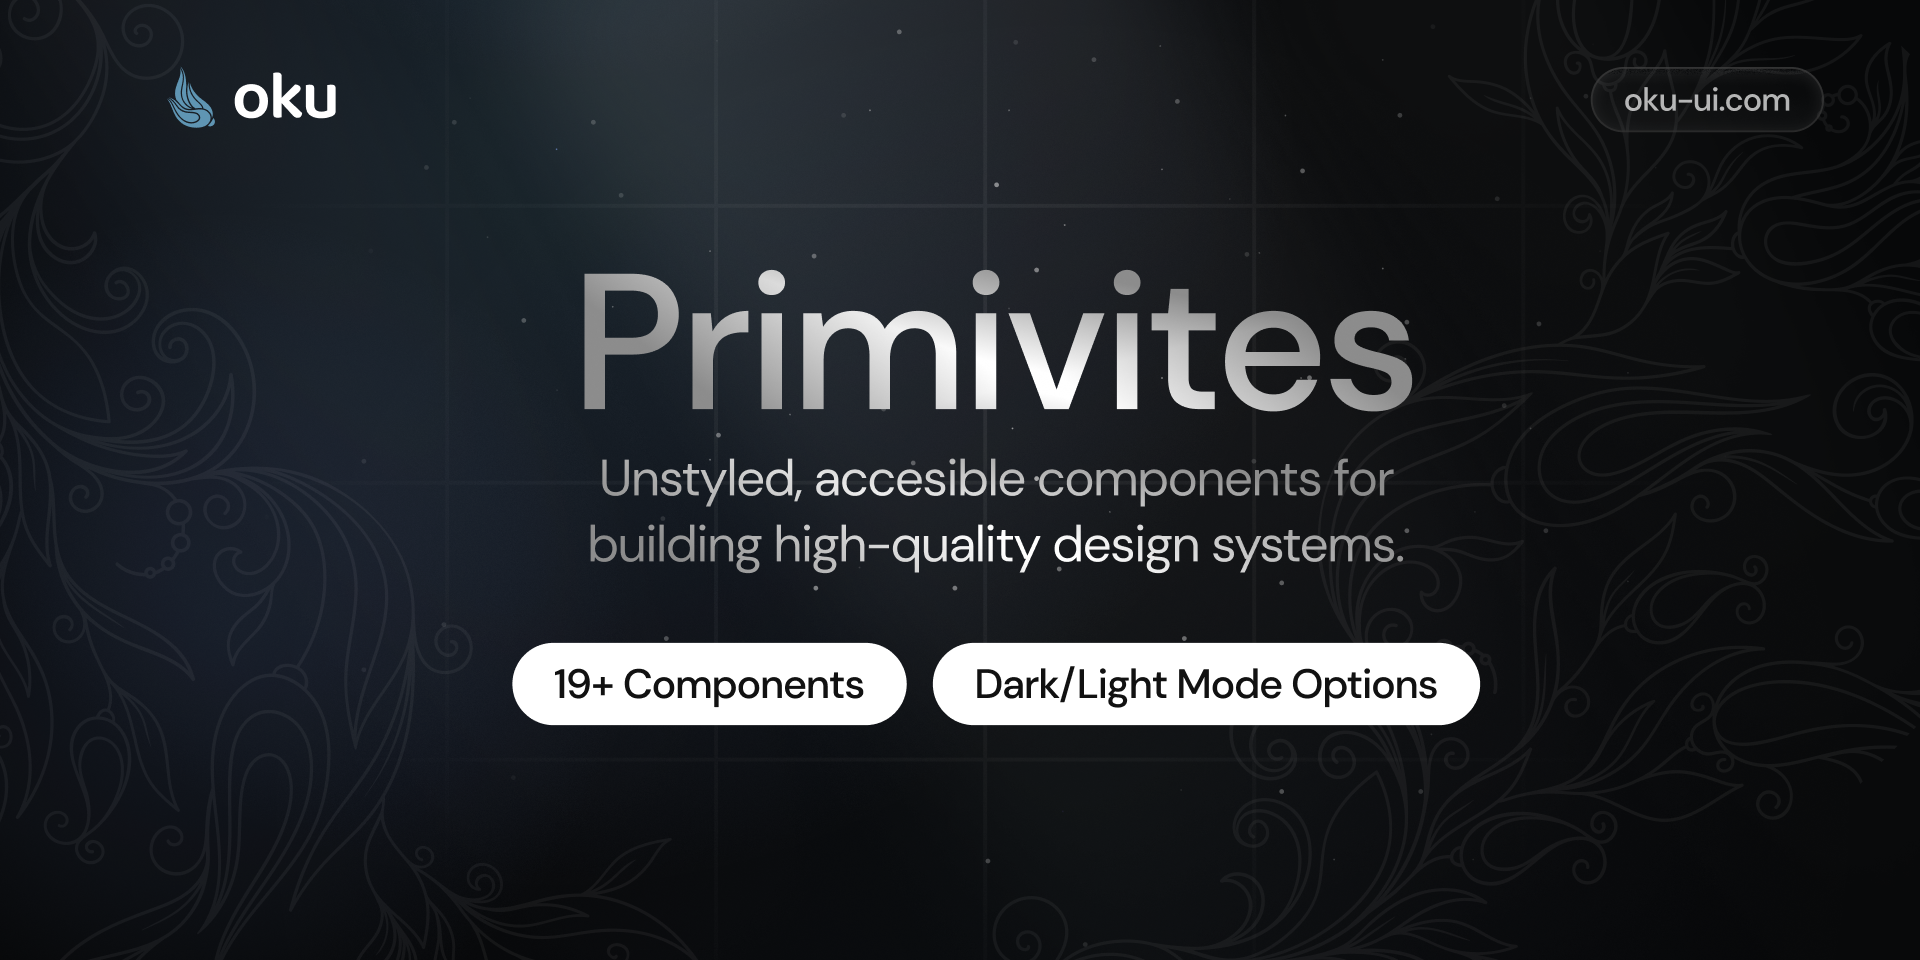 oku
oku-ui.com
Primivites
Unstyled, accesible components for
building high-quality design systems.
19+ Components
Dark/Light Mode Options